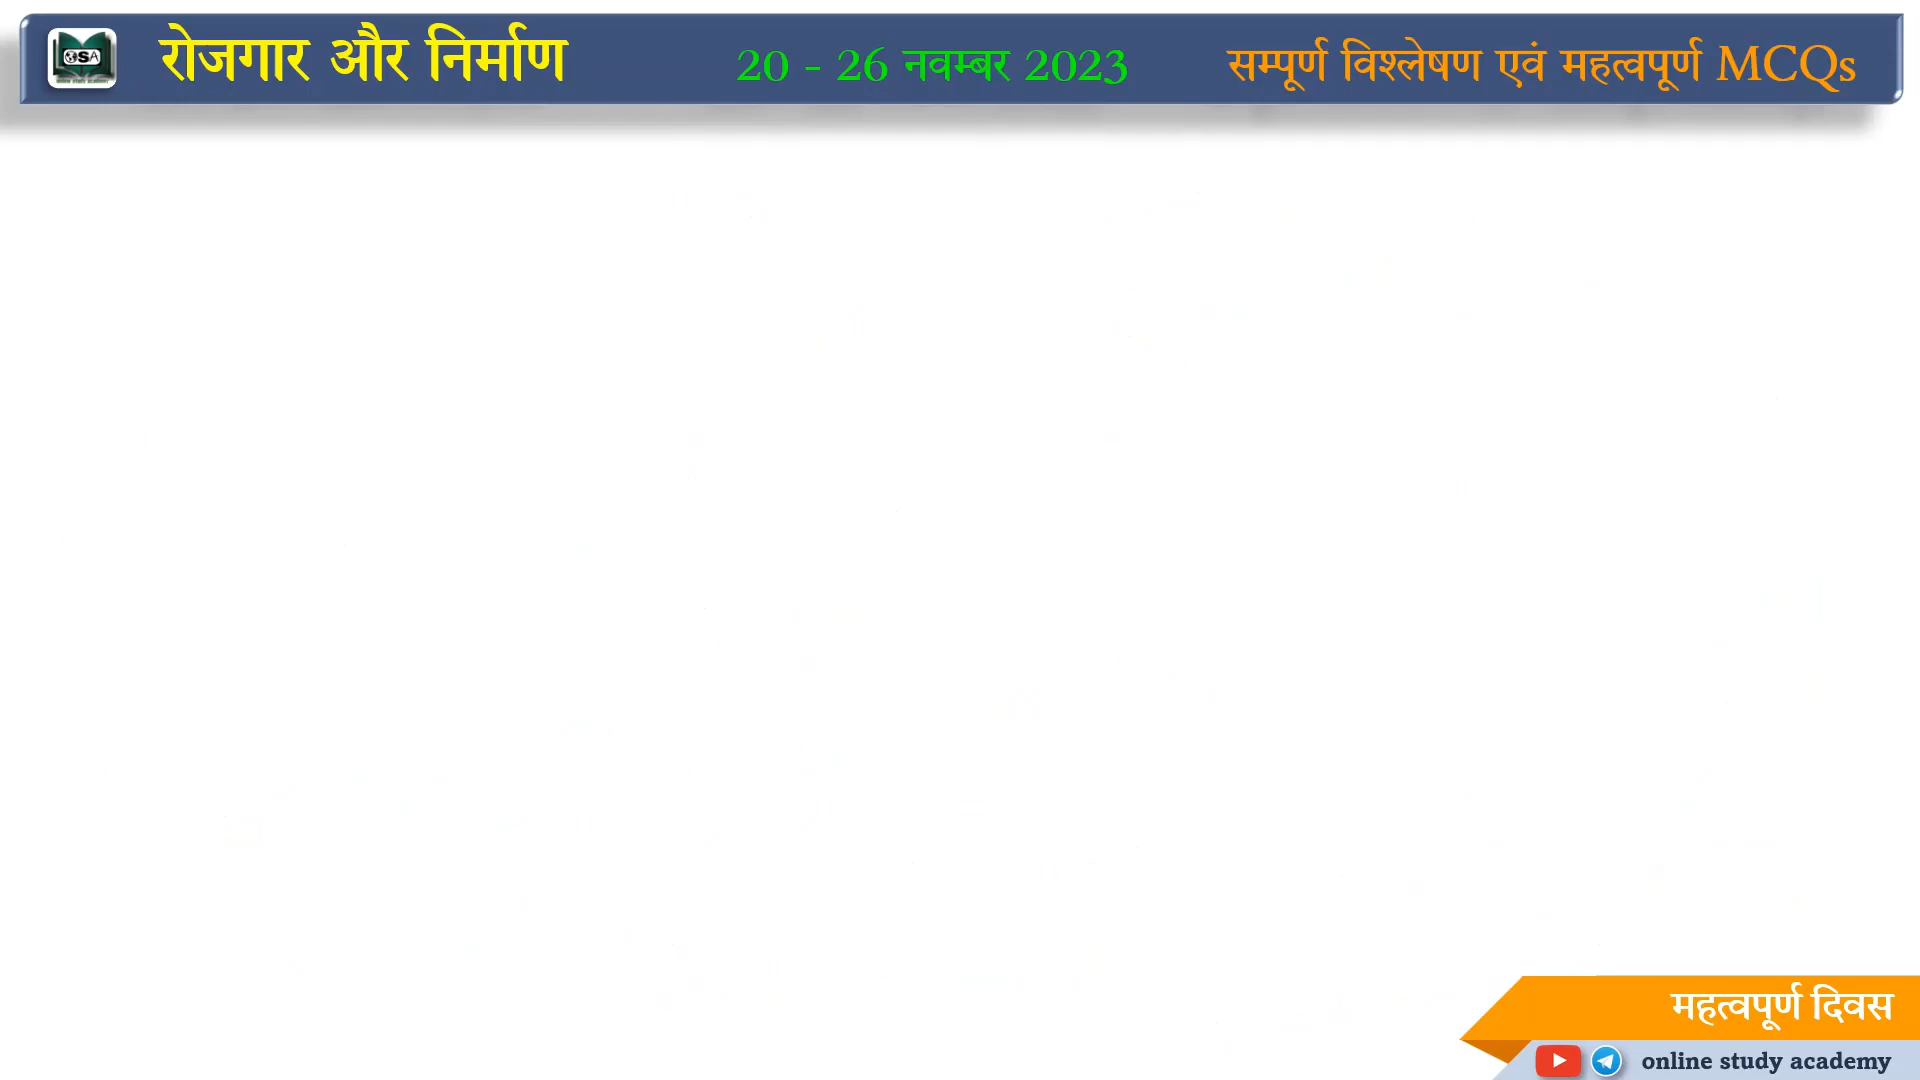 OSA
रोजगार और निर्माण 20 - 26 नवम्बर 2023 सम्पूर्ण विश्लेषण एवं महत्वपूर्ण MCQs
महत्वपूर्ण दिवस
online study academy